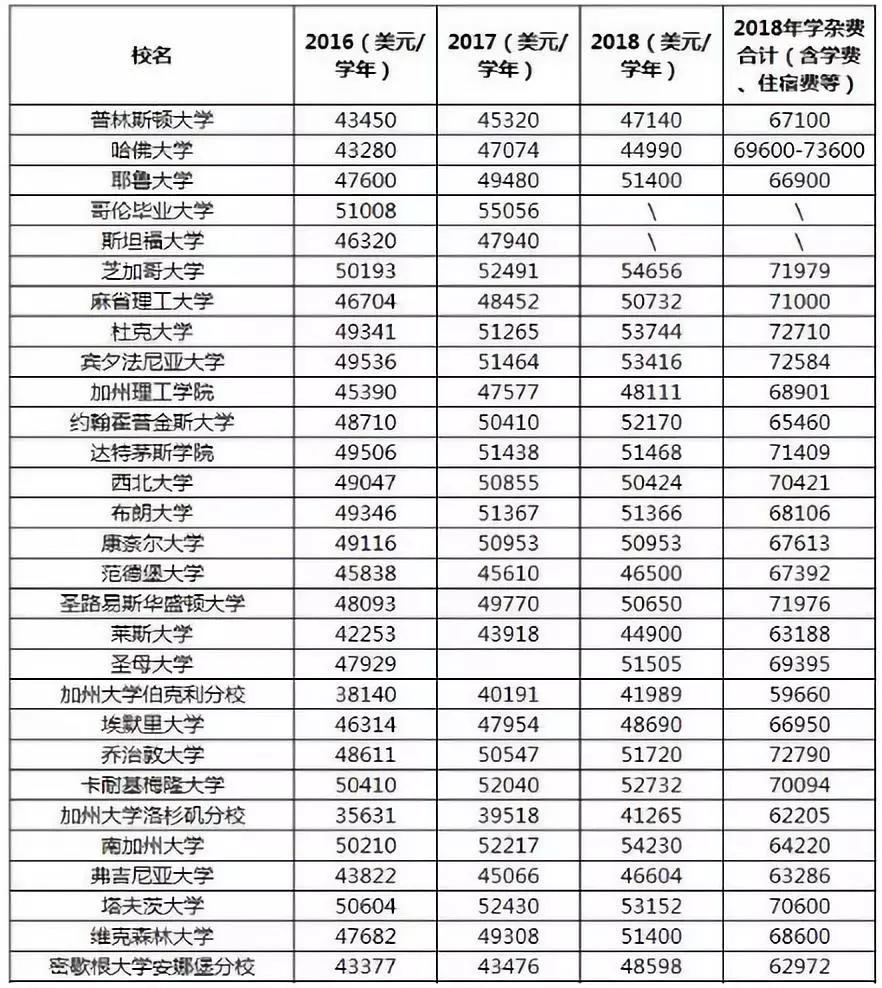 校名 2016（美元/ 2017（美元/ 2018（美元/ 2018年学杂费
学年） 学年） 学年） 合计（含学费
、住宿费等）
普林斯顿大学 43450 45320 47140 67100
哈佛大学 43280 47074 44990 69600-73600
耶鲁大学 47600 49480 51400 66900
哥伦毕业大学 51008 55056 \ \
斯坦福大学 46320 47940 \ \
芝加哥大学 50193 52491 54656 71979
麻省理工大学 46704 48452 50732 71000
杜克大学 49341 51265 53744 72710
宾夕法尼亚大学 49536 51464 53416 72584
加州理工学院 45390 47577 48111 68901
约翰霍普金斯大学 48710 50410 52170 65460
达特茅斯学院 49506 51438 51468 71409
西北大学 49047 50855 50424 70421
布朗大学 49346 51367 51366 68106
康奈尔大学 49116 50953 50953 67613
范德堡大学 45838 45610 46500 67392
圣路易斯华盛顿大学 48093 49770 50650 71976
莱斯大学 42253 43918 44900 63188
圣母大学 47929 51505 69395
加州大学伯克利分校 38140 40191 41989 59660
埃默里大学 46314 47954 48690 66950
乔治敦大学 48611 50547 51720 72790
卡耐基梅隆大学 50410 52040 52732 70094
加州大学洛杉矶分校 35631 39518 41265 62205
南加州大学 50210 52217 54230 64220
弗吉尼亚大学 43822 45066 46604 63286
塔夫茨大学 50604 52430 53152 70600
维克森林大学 47682 49308 51400 68600
密歇根大学安娜堡分校 43377 43476 48598 62972